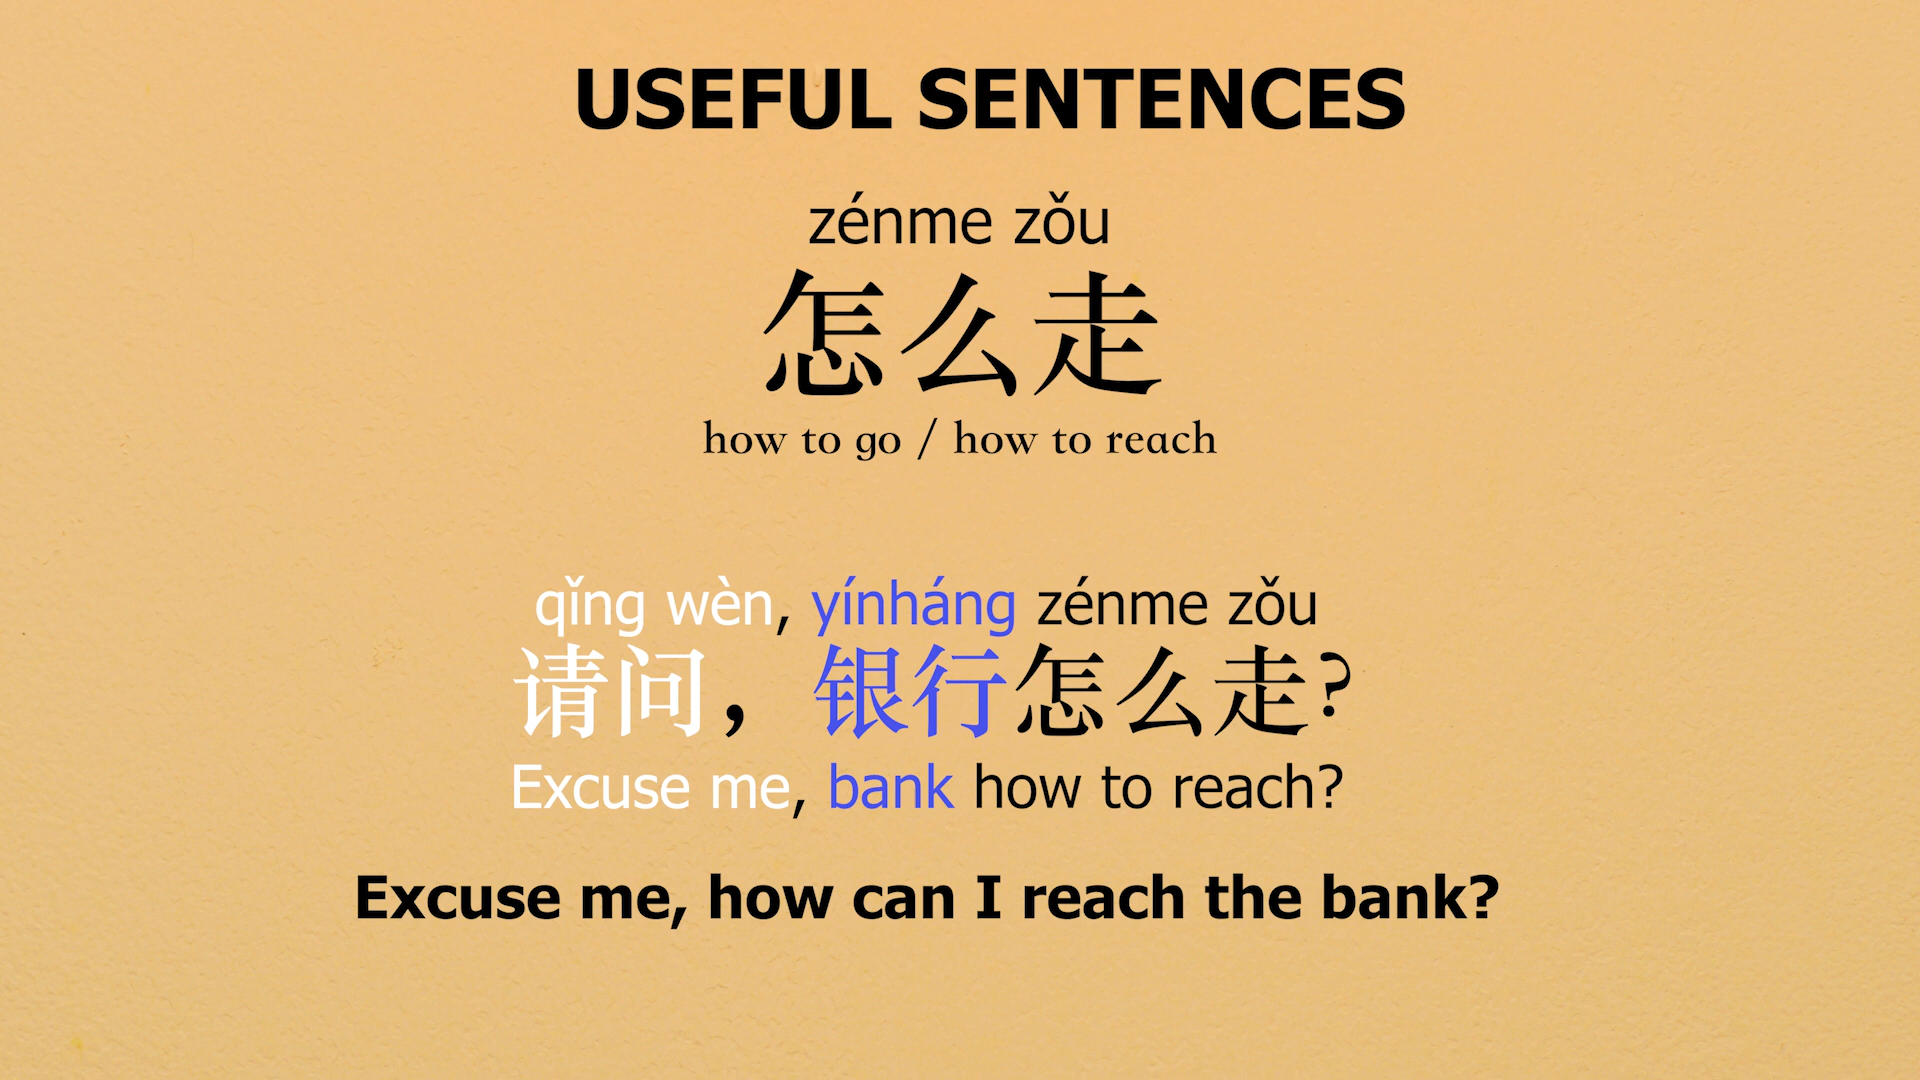 USEFUL SENTENCES
zénme zǒu
怎么走
how to go / how to reach
qǐng wèn, yínháng zénme zǒu
请问，银行怎么走?
Excuse me, bank how to reach?
Excuse me, how can I reach the bank?